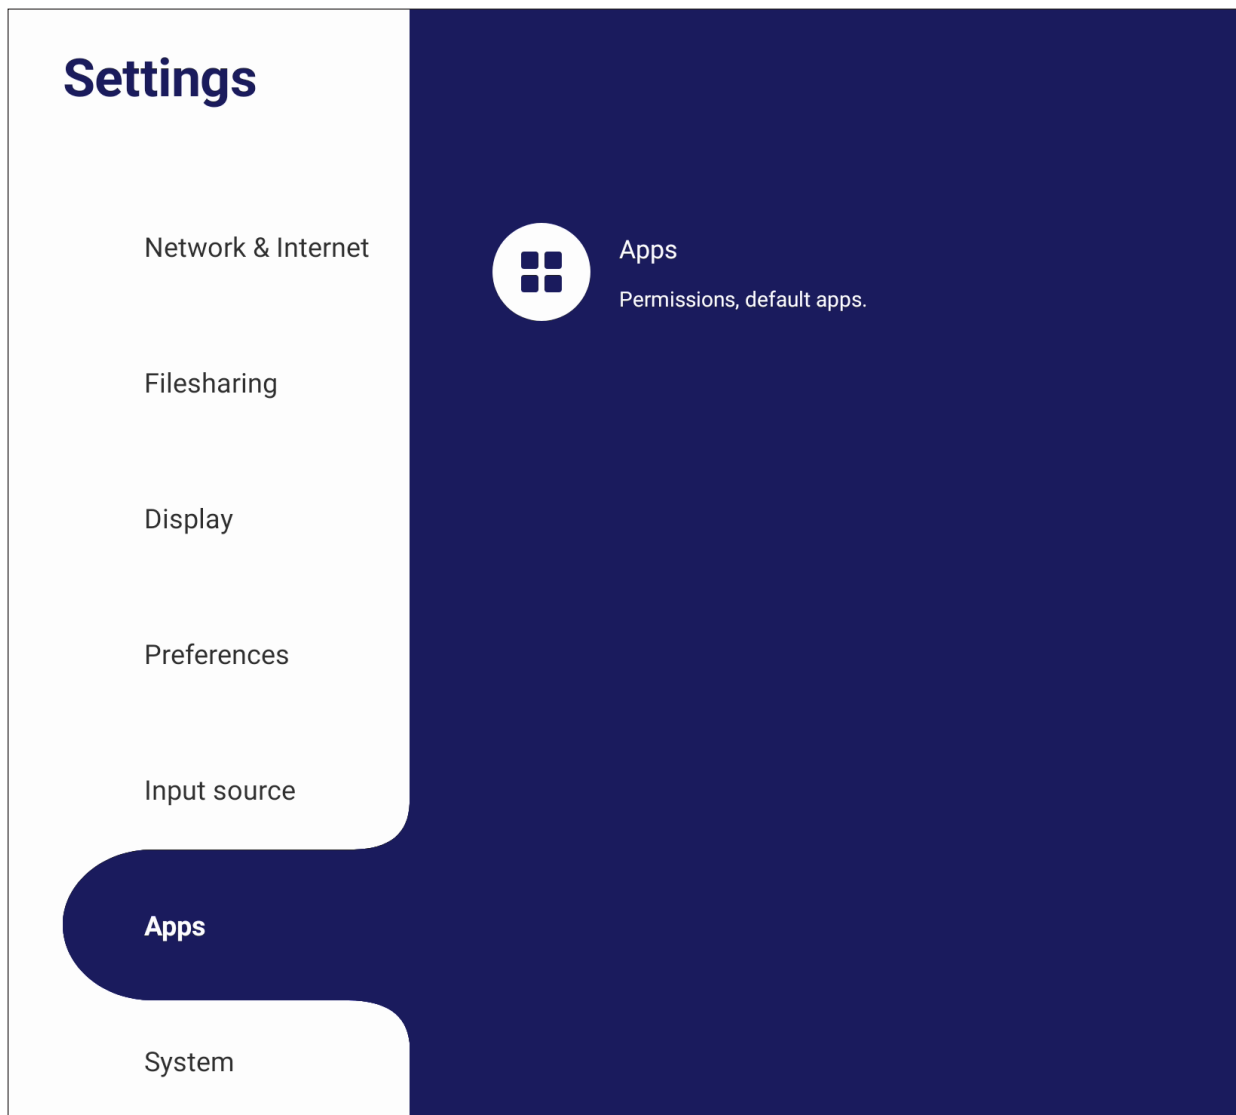 Settings
Network & Internet
Filesharing
Display
Preferences
Input source
Apps
System
Apps
Permissions, default apps.